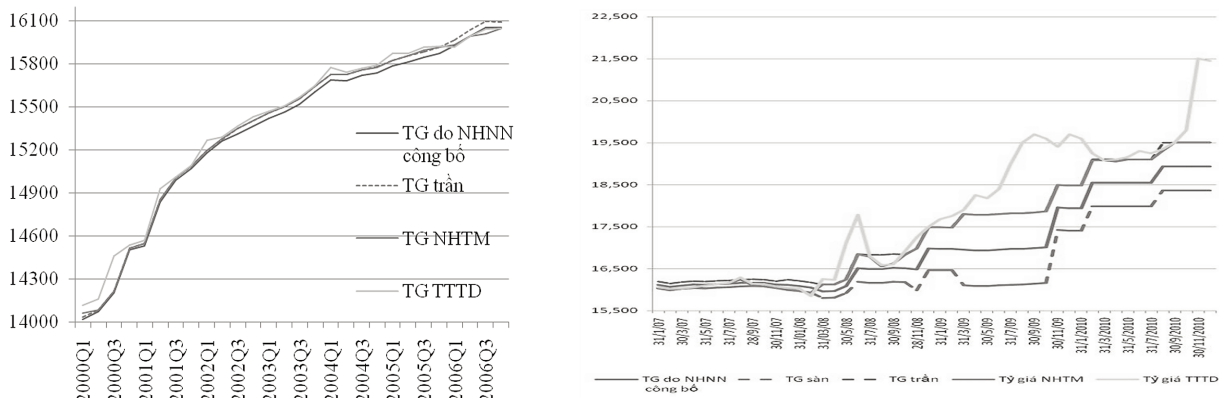 16100
15800
15500
15200
14900
14600
14300
14000
TG do NHNN
công bố
TG trần
TG NHTM
TG TTTD
2000Q1
2000Q3
2001Q1
2001Q3
2002Q1
2002Q3
2003Q1
2003Q3
2004Q1
2004Q3
2005Q1
2005Q3
2006Q1
2006Q3
22,500
21,500
20,500
19,500
18,500
17,500
16,500
15,500
31/1/07
30/3/07
31/5/07
31/7/07
28/9/07
30/11/07
31/01/08
31/03/08
30/5/08
31/7/08
30/9/08
28/11/08
31/1/09
31/3/09
30/5/09
31/7/09
30/9/09
30/11/09
31/1/2010
31/3/2010
31/5/2010
31/7/2010
30/9/2010
30/11/2010
TG do NHNN
công bố
TG sàn
TG trần
Tỷ giá NHTM
Tỷ giá TTTD